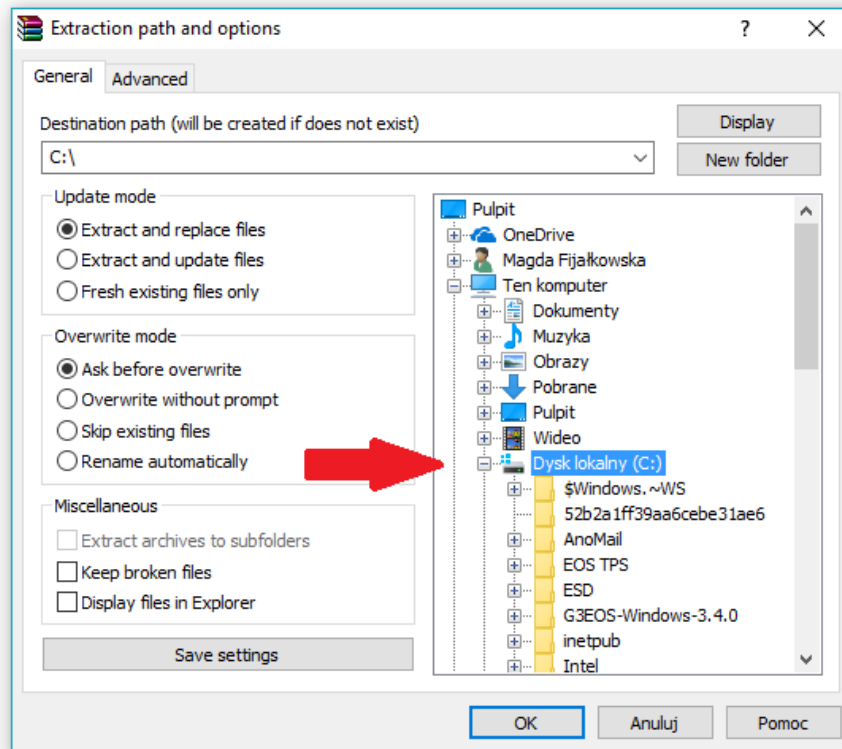 Extraction path and options
General
Advanced
Destination path (will be created if does not exist)
Display
C:\
New folder
Update mode
Extract and replace files
Extract and update files
Fresh existing files only
Overwrite mode
Ask before overwrite
Overwrite without prompt
Skip existing files
Rename automatically
Miscellaneous
Extract archives to subfolders
Keep broken files
Display files in Explorer
Save settings
Pulpit
OneDrive
Magda Fijałkowska
Ten komputer
Dokumenty
Muzyka
Obrazy
Pobrane
Pulpit
Wideo
Dysk lokalny (C:)
$Windows.~WS
52b2a1ff39aa6cebe31ae6
AnoMail
EOS TPS
ESD
G3EOS-Windows-3.4.0
inetpub
Intel
OK
Anuluj
Pomoc